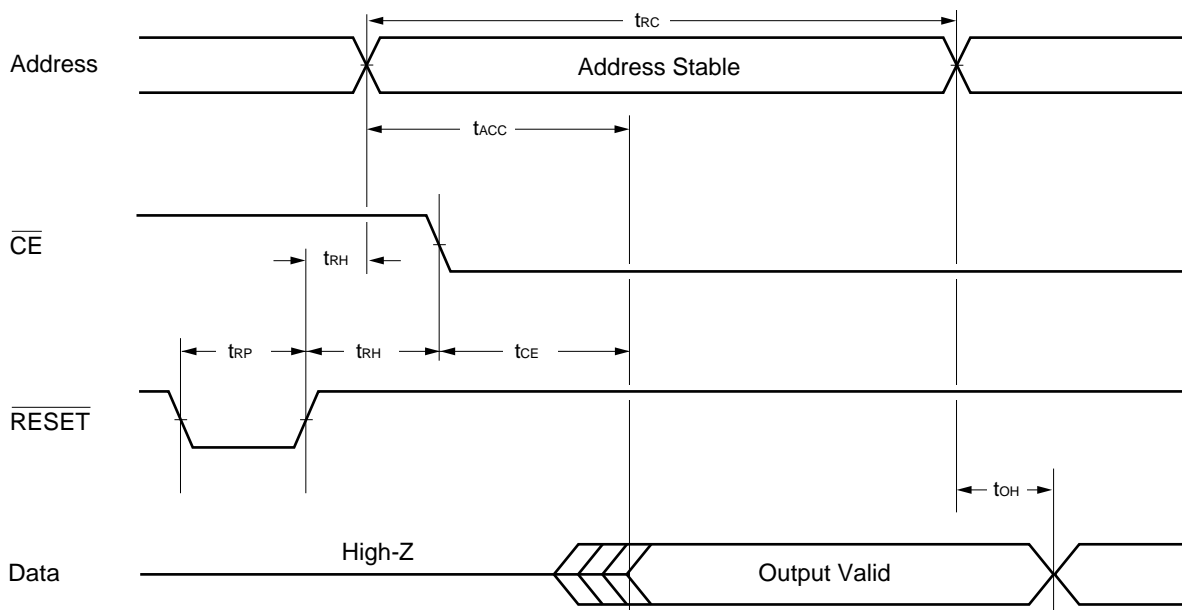 tRC
Address
Address Stable
tACC
CE
tRH
tRP
tRH
tCE
RESET
tOH
High-Z
Data
Output Valid